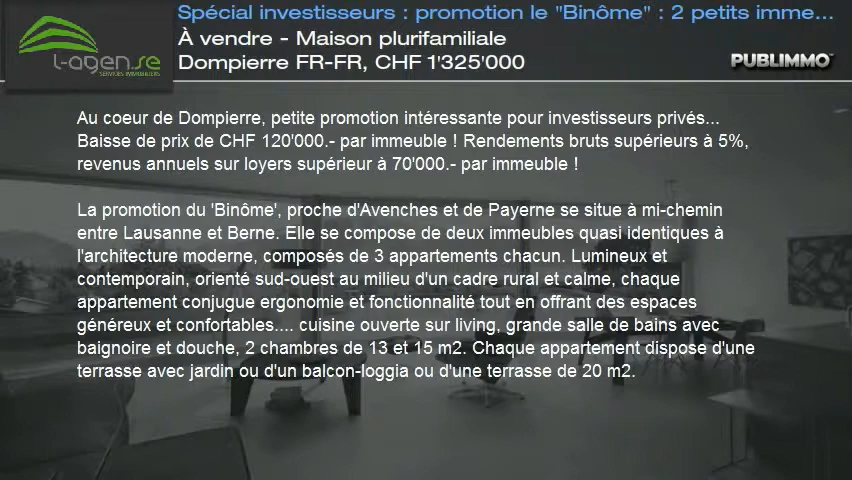 Spécial investisseurs : promotion le "Binôme" : 2 petits imme...
À vendre - Maison plurifamiliale
Dompierre FR-FR, CHF 1'325'000
l-agen.se
SERVICES IMMOBILIERS
PUBLIMMO
Au coeur de Dompierre, petite promotion intéressante pour investisseurs privés...
Baisse de prix de CHF 120'000.- par immeuble ! Rendements bruts supérieurs à 5%,
revenus annuels sur loyers supérieur à 70'000.- par immeuble !
La promotion du 'Binôme', proche d'Avenches et de Payerne se situe à mi-chemin
entre Lausanne et Berne. Elle se compose de deux immeubles quasi identiques à
l'architecture moderne, composés de 3 appartements chacun. Lumineux et
contemporain, orienté sud-ouest au milieu d'un cadre rural et calme, chaque
appartement conjugue ergonomie et fonctionnalité tout en offrant des espaces
généreux et confortables.... cuisine ouverte sur living, grande salle de bains avec
baignoire et douche, 2 chambres de 13 et 15 m2. Chaque appartement dispose d'une
terrasse avec jardin ou d'un balcon-loggia ou d'une terrasse de 20 m2.